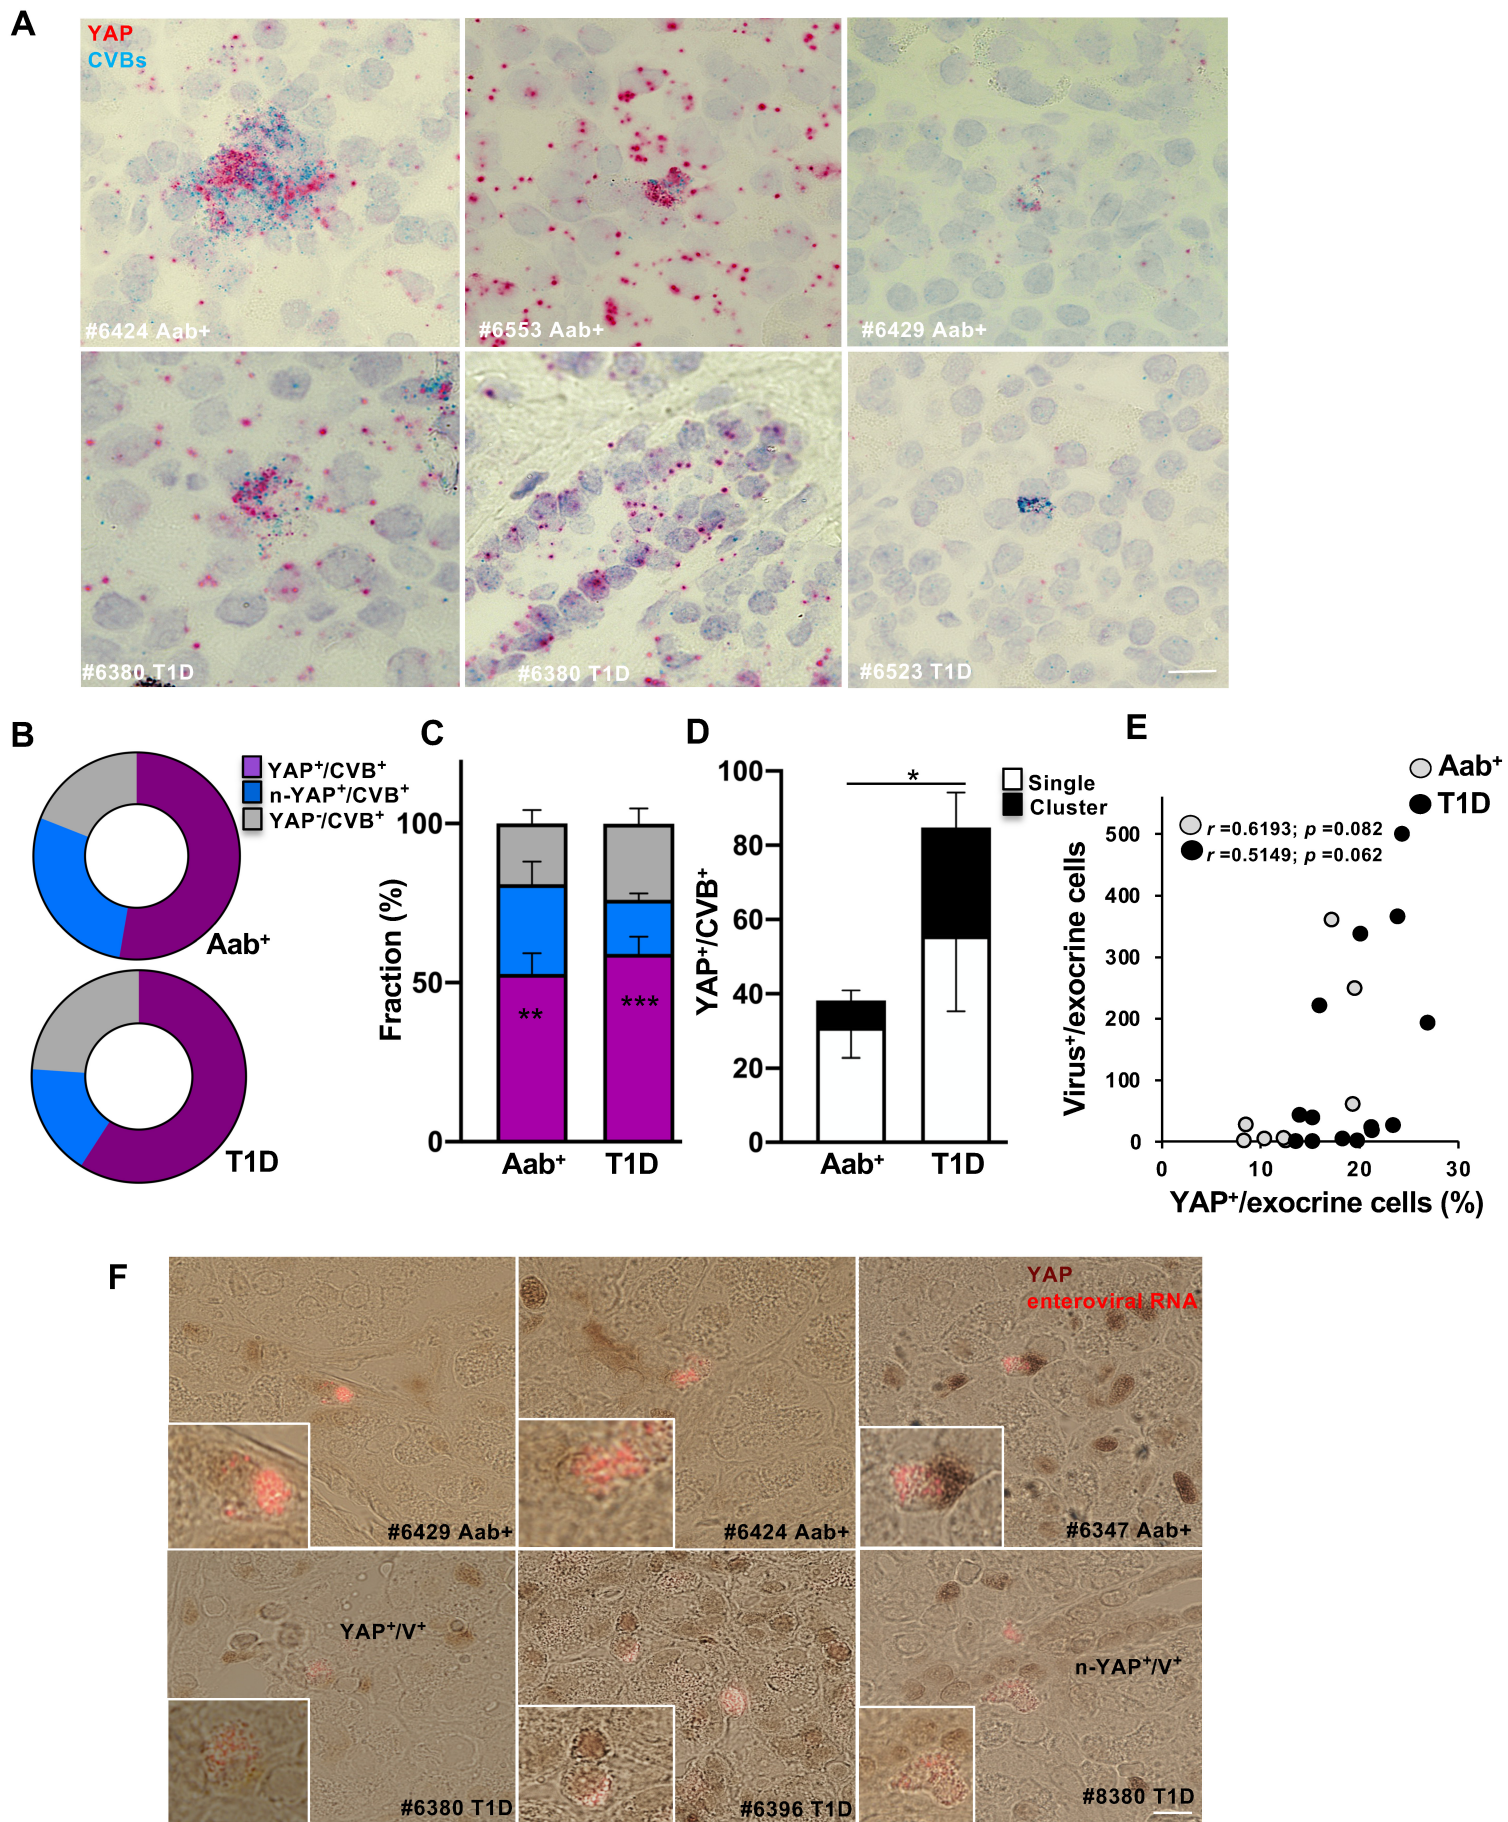 A
YAP
CVBs
#6424 Aab+
#6553 Aab+
#6429 Aab+
#6380 T1D
#6380 T1D
#6523 T1D
B
YAP⁺/CVB⁺
n-YAP⁺/CVB⁺
YAP⁻/CVB⁺
Aab⁺
T1D
C
Fraction (%)
100
50
0
**
***
Aab⁺
T1D
D
YAP⁺/CVB⁺
100
80
60
40
20
0
*
Single
Cluster
Aab⁺
T1D
E
Aab⁺
T1D
r =0.6193; p =0.082
r =0.5149; p =0.062
Virus⁺/exocrine cells
500
400
300
200
100
0
0 10 20 30
YAP⁺/exocrine cells (%)
F
YAP
enteroviral RNA
#6429 Aab+
#6424 Aab+
#6347 Aab+
YAP⁺/V⁺
n-YAP⁺/V⁺
#6380 T1D
#6396 T1D
#8380 T1D